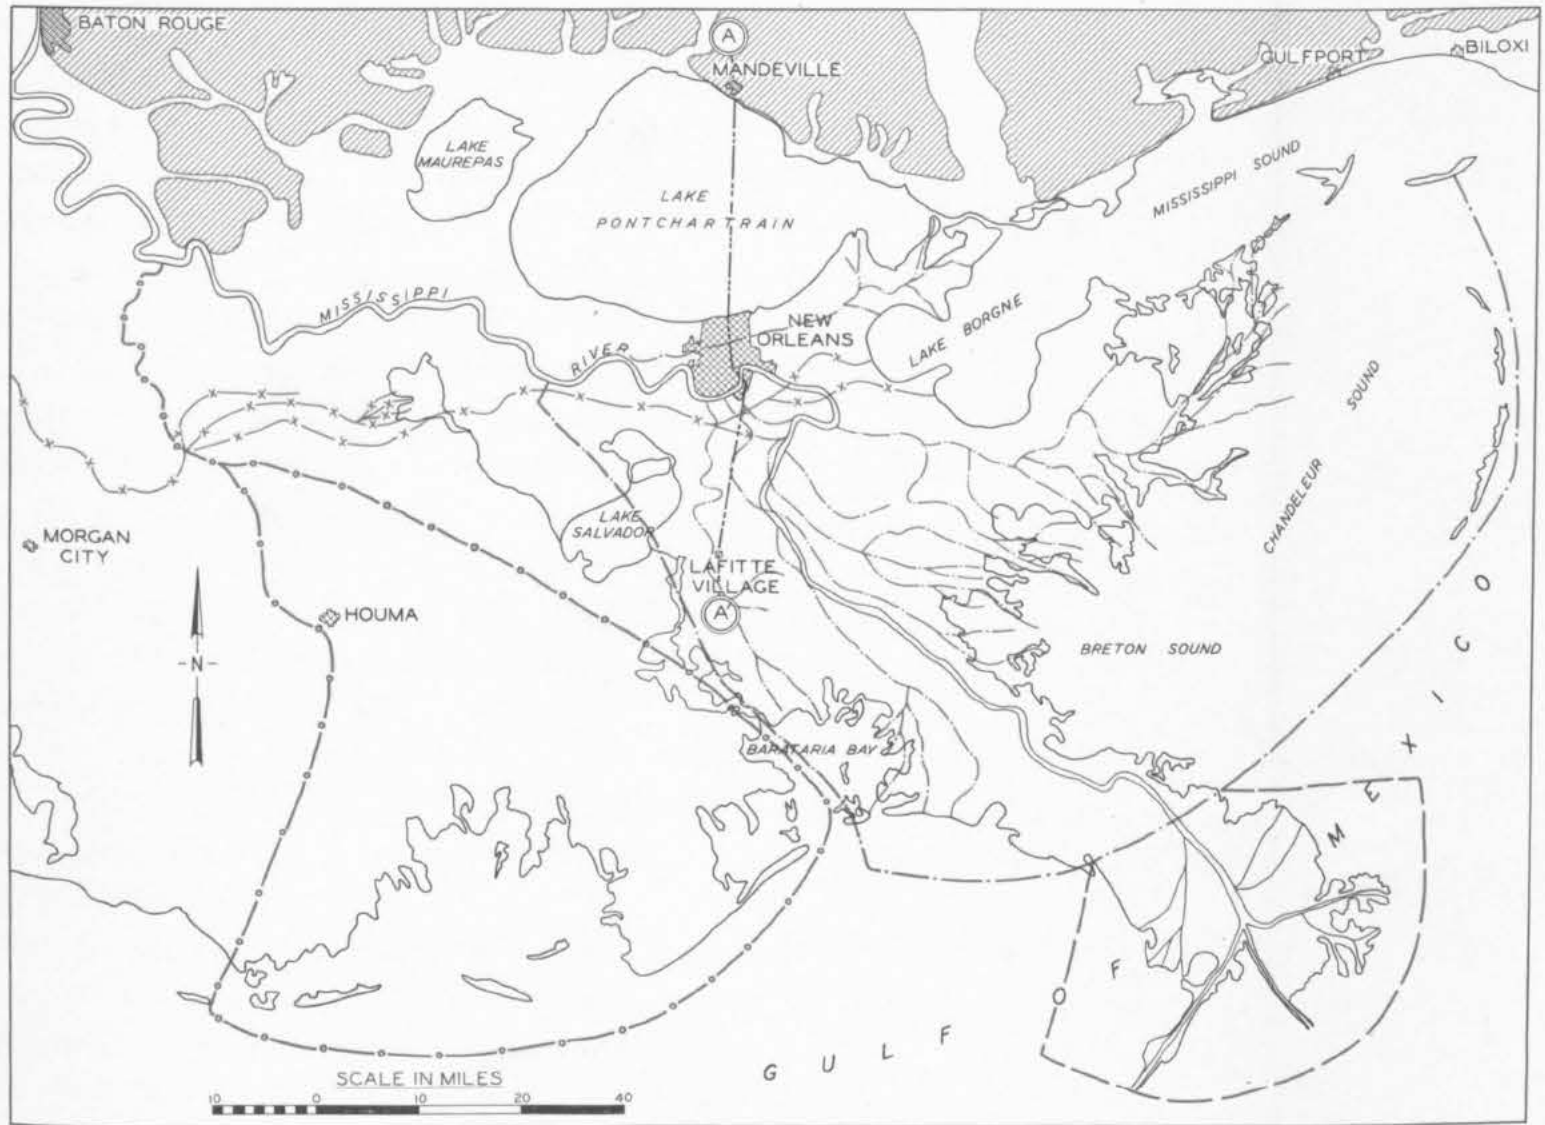 BATON ROUGE
A
MANDEVILLE
GULFPORT
BILOXI
LAKE
MAUREPAS
LAKE
PONTCHARTRAIN
MISSISSIPPI SOUND
MISSISSIPPI
RIVER
NEW
ORLEANS
LAKE BORGNE
CHANDELEUR SOUND
LAKE
SALVADOR
MORGAN
CITY
LAFITTE
VILLAGE
A'
HOUMA
-N-
BRETON SOUND
BARATARIA BAY
GULF OF MEXICO
SCALE IN MILES
10 0 10 20 40